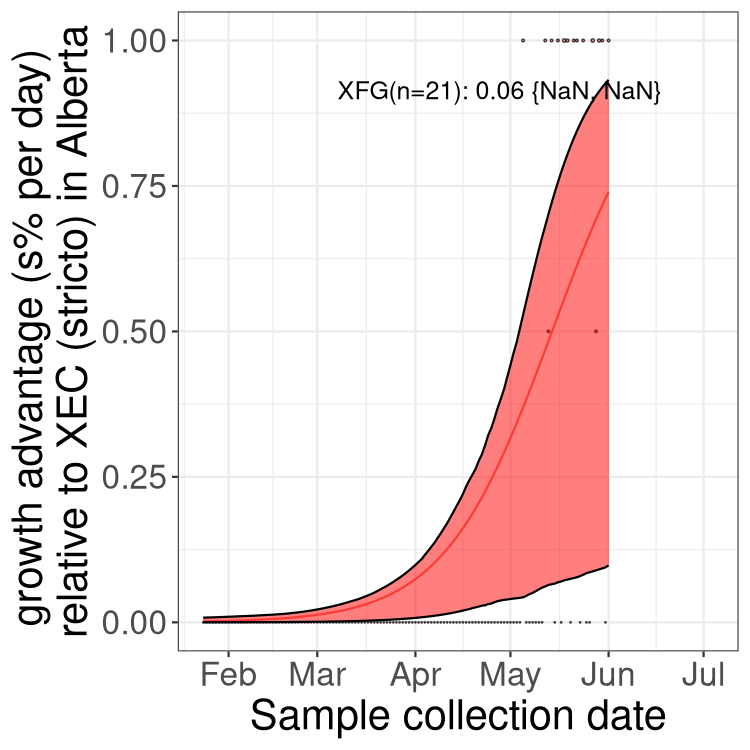 growth advantage (s% per day)
relative to XEC (stricto) in Alberta
1.00
0.75
0.50
0.25
0.00
XFG(n=21): 0.06 {NaN, NaN}
Feb Mar Apr May Jun Jul
Sample collection date